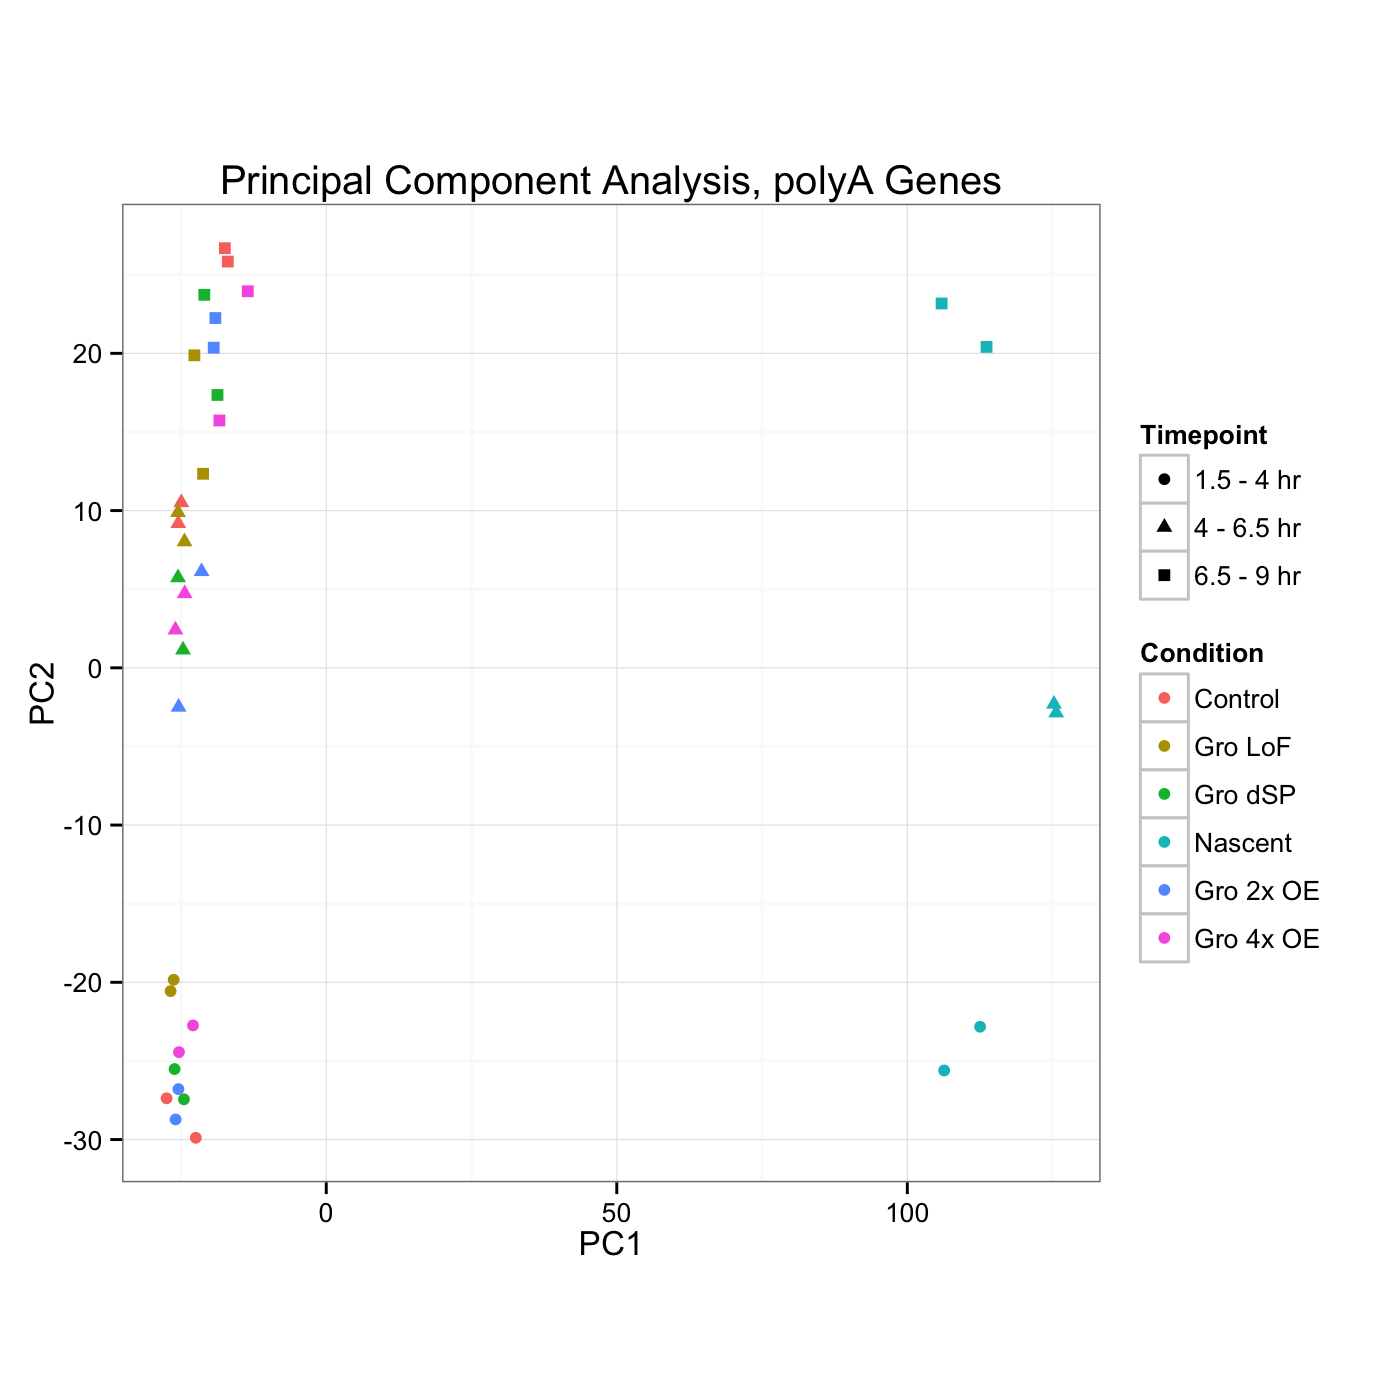 Principal Component Analysis, polyA Genes
20
10
0
-10
-20
-30
PC2
0
50
100
PC1
Timepoint
1.5 - 4 hr
4 - 6.5 hr
6.5 - 9 hr
Condition
Control
Gro LoF
Gro dSP
Nascent
Gro 2x OE
Gro 4x OE